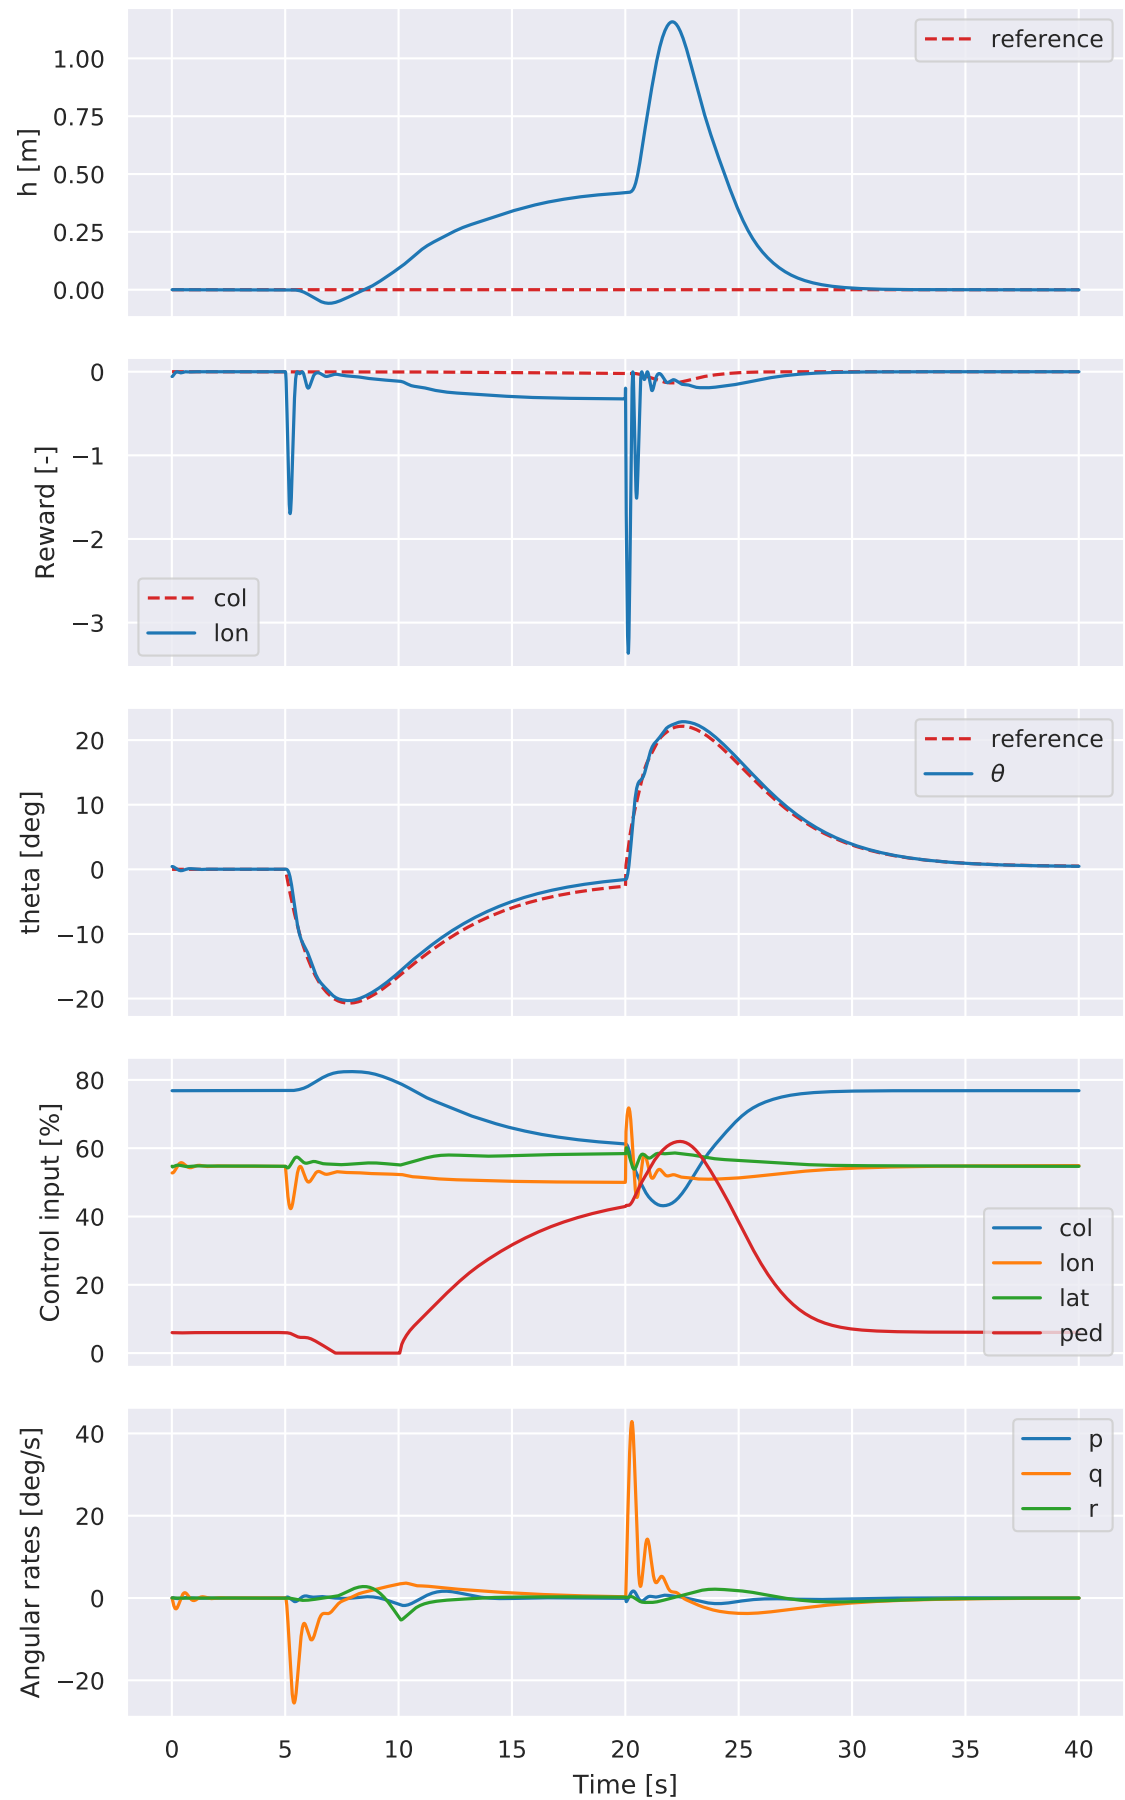 h [m]
1.00
0.75
0.50
0.25
0.00
reference
Reward [-]
0
−1
−2
−3
col
lon
theta [deg]
20
10
0
−10
−20
reference
θ
Control input [%]
80
60
40
20
0
col
lon
lat
ped
Angular rates [deg/s]
40
20
0
−20
p
q
r
0 5 10 15 20 25 30 35 40
Time [s]